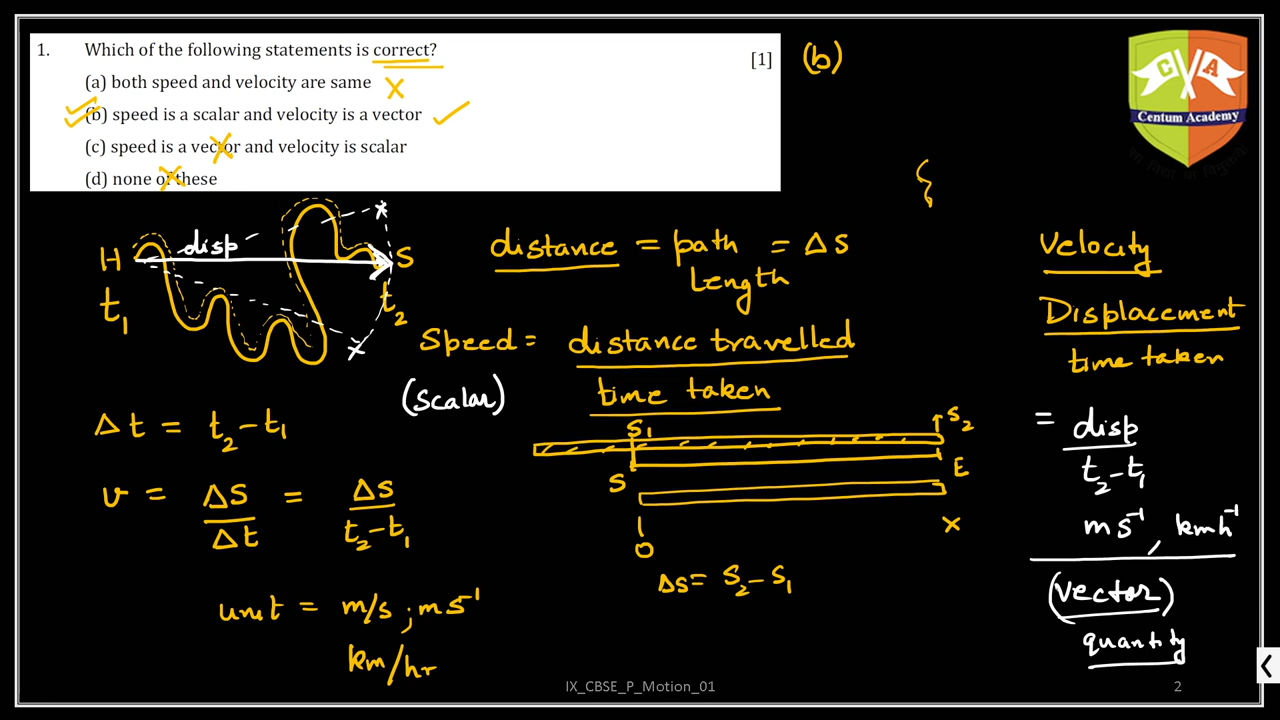 1. Which of the following statements is correct? [1]
(a) both speed and velocity are same
(b) speed is a scalar and velocity is a vector
(c) speed is a vector and velocity is scalar
(d) none of these
(b)
C A
Centum Academy
H disp S
t₁ t₂
distance = path Length = Δs
Speed = distance travelled / time taken
(Scalar)
Δt = t₂-t₁
v = Δs/Δt = Δs/t₂-t₁
unit = m/s ; ms⁻¹
km/hr
S₁ S₂
S E
0 x
Δs = S₂-S₁
Velocity
Displacement
time taken
= disp / t₂-t₁
ms⁻¹, kmh⁻¹
(vector)
quantity
IX_CBSE_P_Motion_01
2